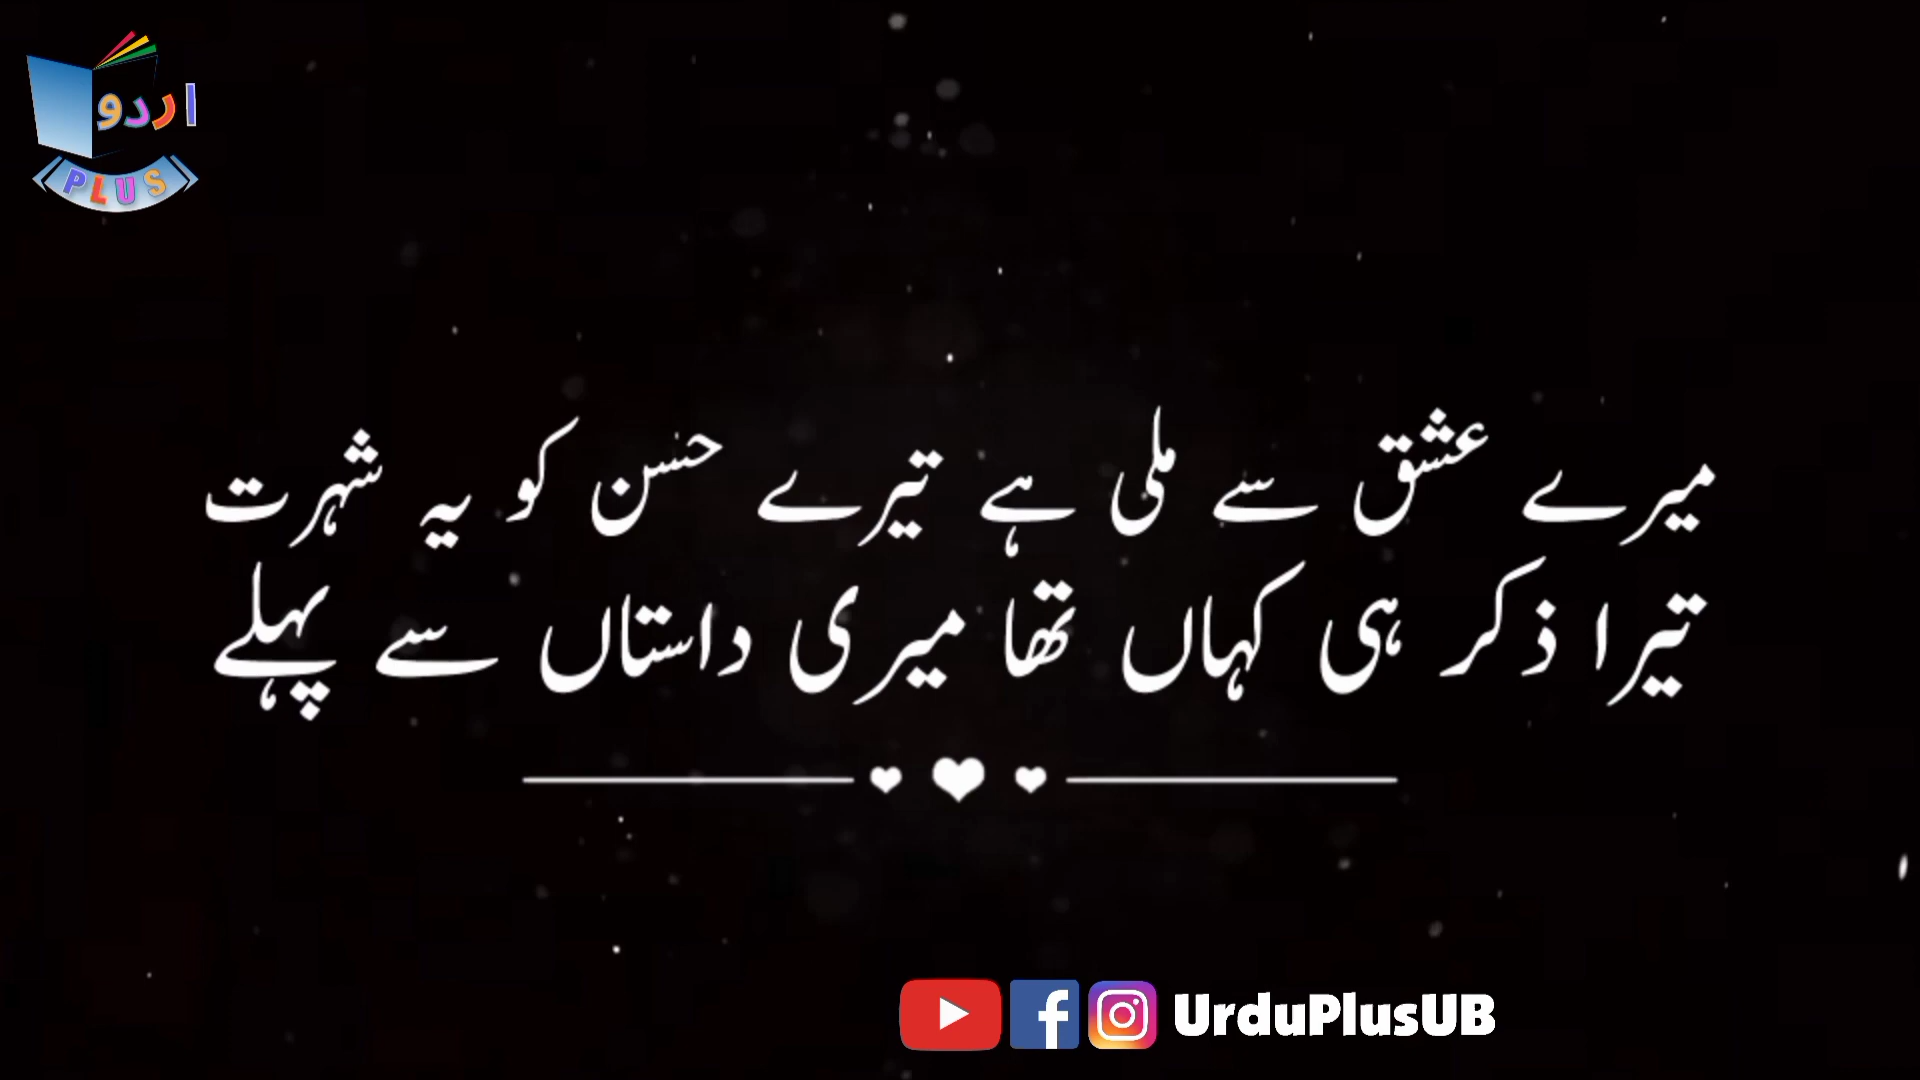 اردو
PLUS
میرے عشق سے ملی ہے تیرے حسن کو یہ شہرت
تیرا ذکر ہی کہاں تھا میری داستاں سے پہلے
UrduPlusUB